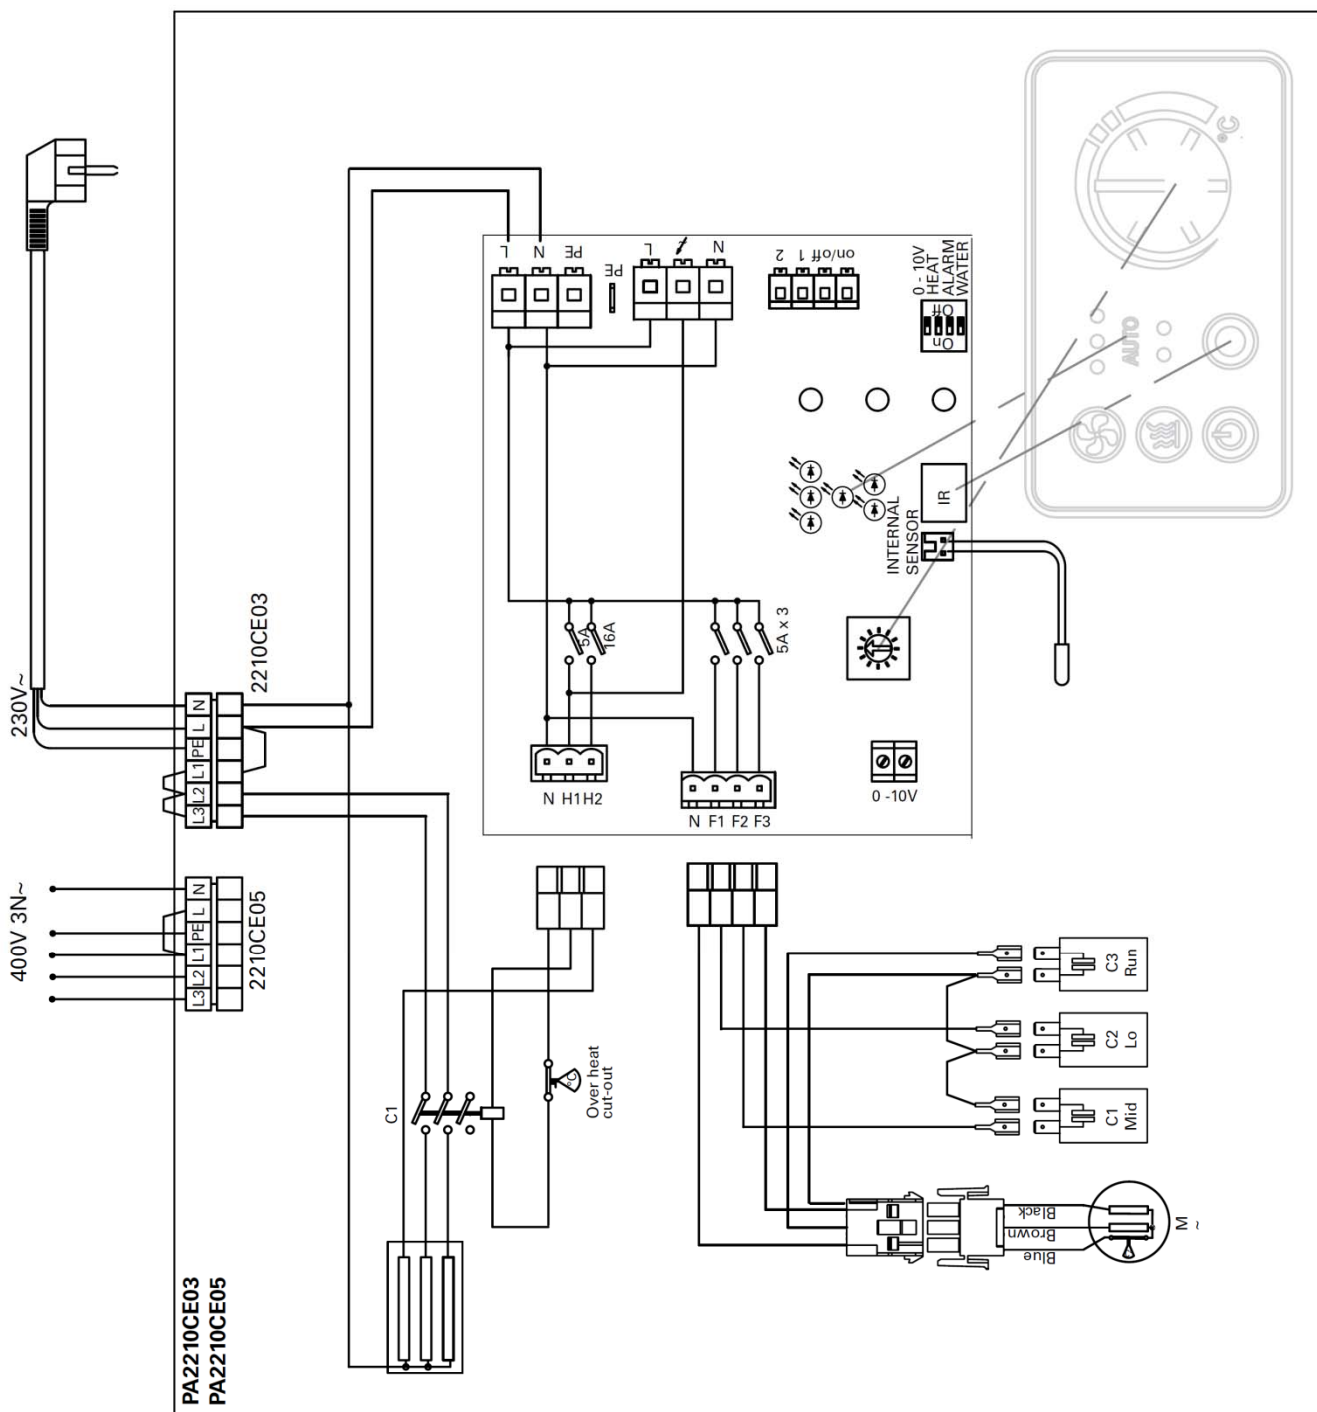 °C
AUTO
L
N
PE
PE
L
N
2
1
on/off
0 - 10V
HEAT
ALARM
WATER
Off
On
IR
INTERNAL
SENSOR
5A
16A
5A x 3
N H1 H2
N F1 F2 F3
0 -10V
230V~
N
L
PE
L1
L2
L3
2210CE03
400V 3N~
N
L
PE
L1
L2
L3
2210CE05
C1
°C
Over heat
cut-out
C3
Run
C2
Lo
C1
Mid
Black
Brown
Blue
M
~
PA2210CE03
PA2210CE05